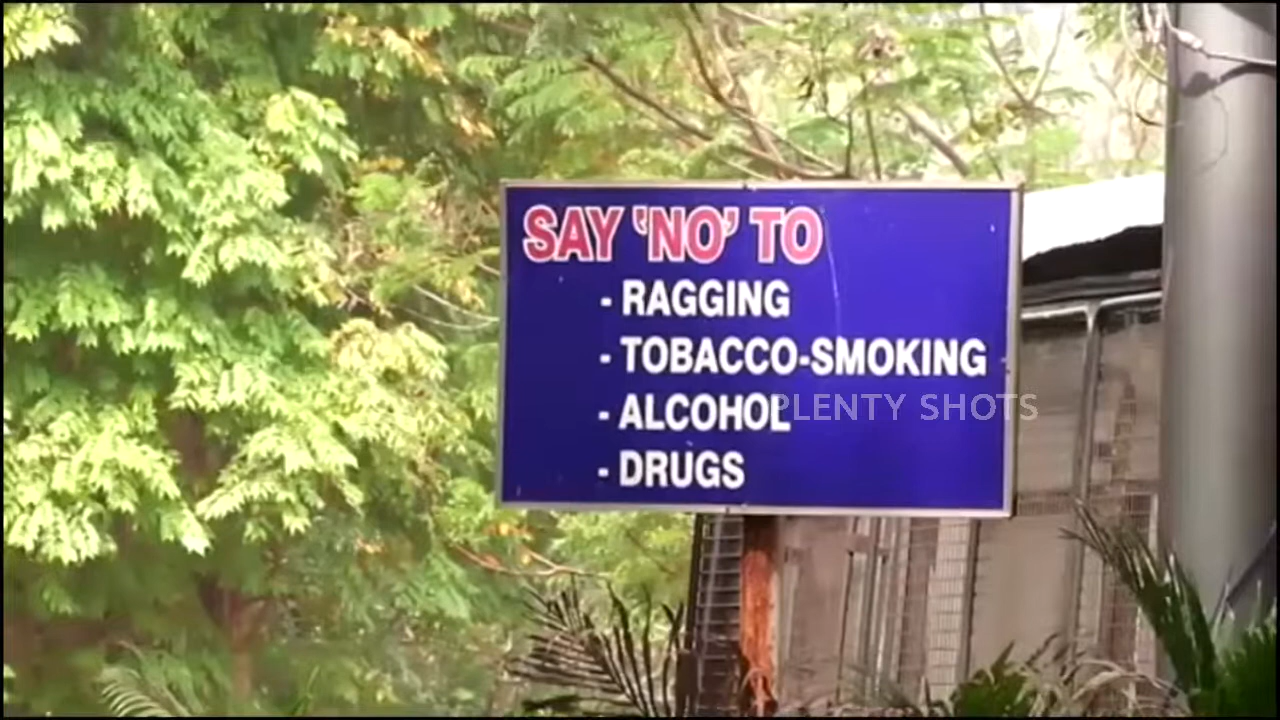 SAY 'NO' TO
- RAGGING
- TOBACCO-SMOKING
- ALCOHOL
PLENTY SHOTS
- DRUGS